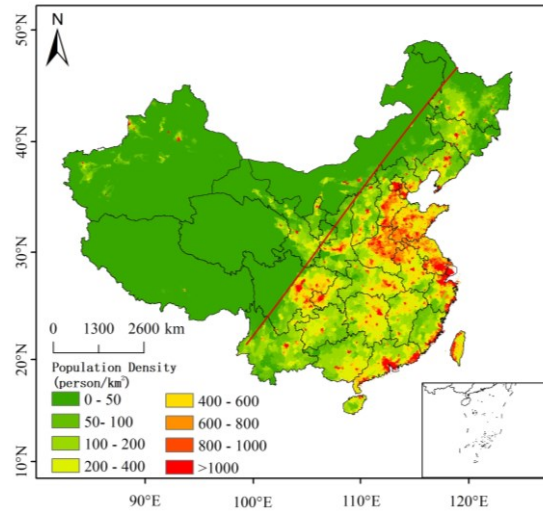 N
50°N
40°N
30°N
20°N
10°N
0 1300 2600 km
Population Density
(person/km²)
0 - 50
50- 100
100 - 200
200 - 400
400 - 600
600 - 800
800 - 1000
>1000
90°E 100°E 110°E 120°E